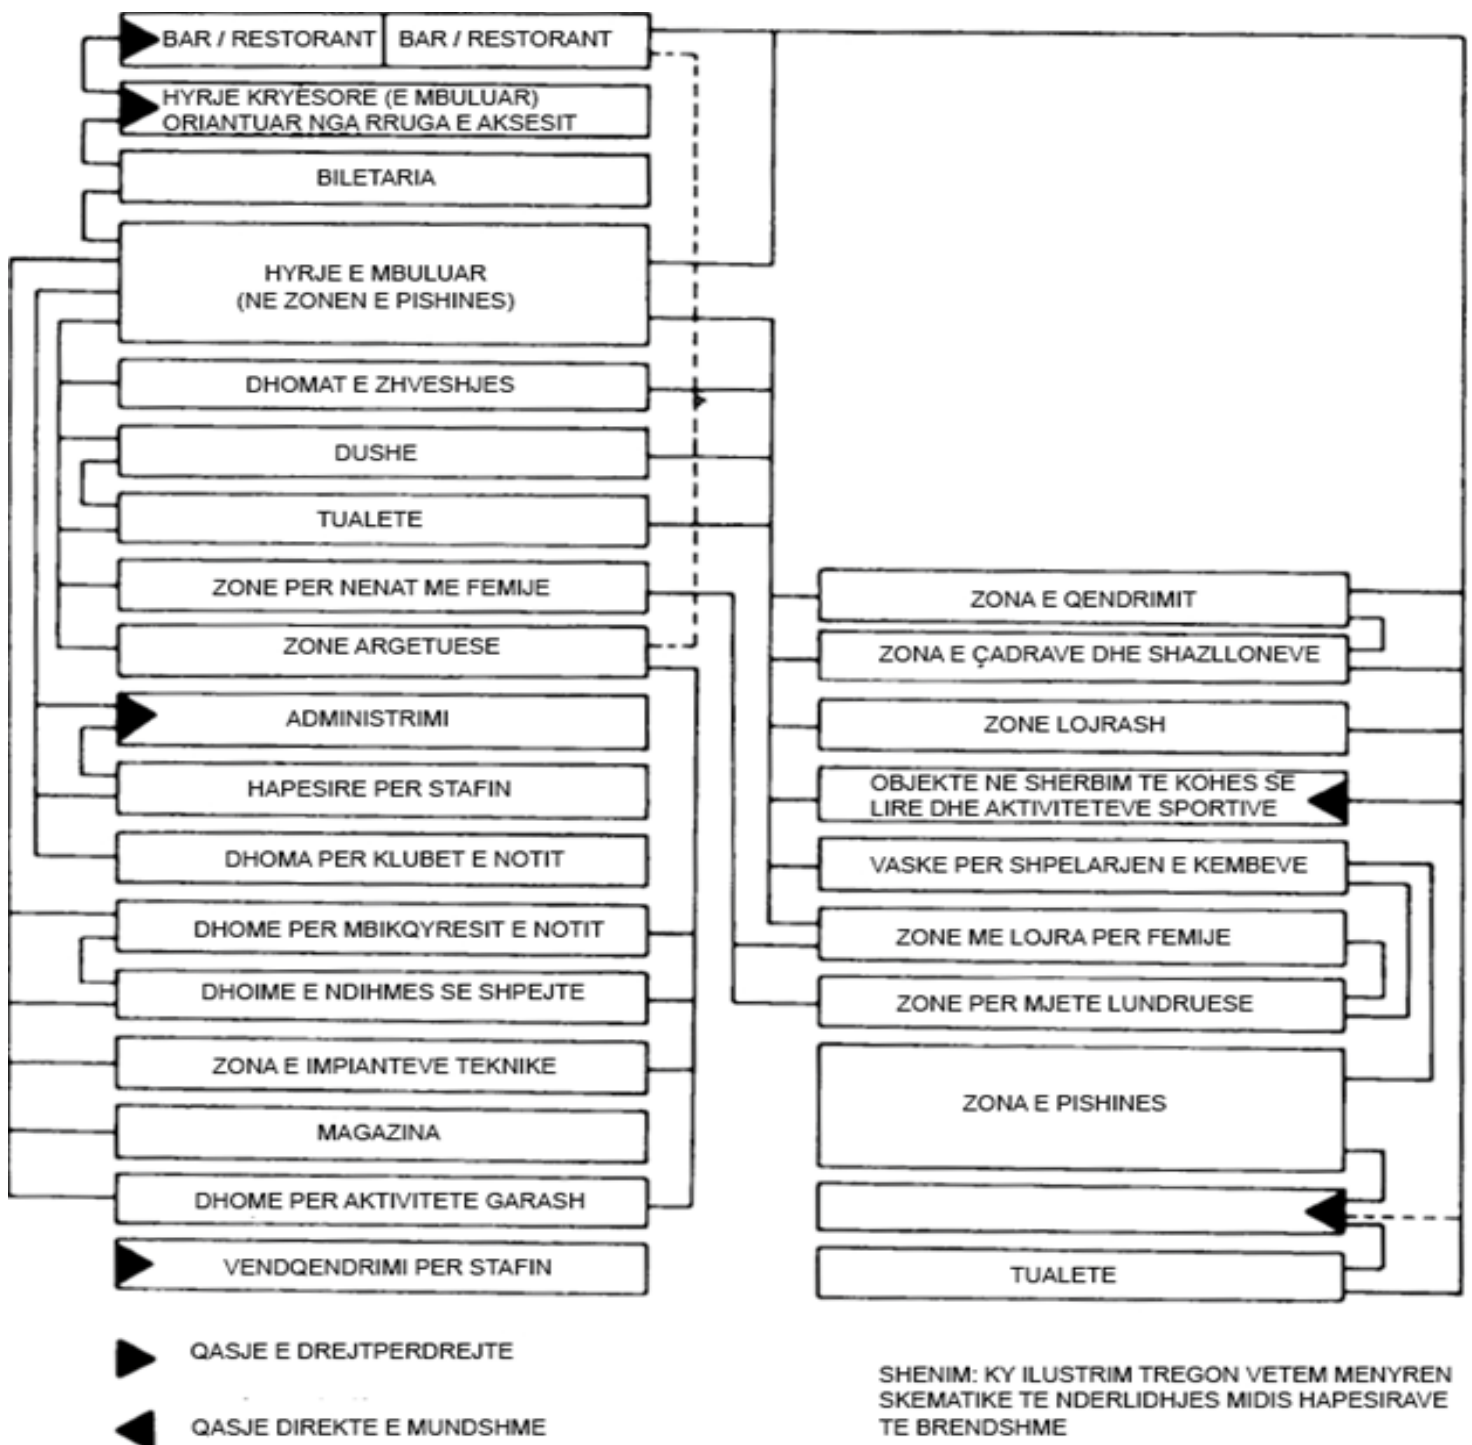 BAR / RESTORANT
BAR / RESTORANT
HYRJE KRYESORE (E MBULUAR)
ORIANTUAR NGA RRUGA E AKSESIT
BILETARIA
HYRJE E MBULUAR
(NE ZONEN E PISHINES)
DHOMAT E ZHVESHJES
DUSHE
TUALETE
ZONE PER NENAT ME FEMIJE
ZONE ARGETUESE
ADMINISTRIMI
HAPESIRE PER STAFIN
DHOMA PER KLUBET E NOTIT
DHOME PER MBIKQYRESIT E NOTIT
DHOIME E NDIHMES SE SHPEJTE
ZONA E IMPIANTEVE TEKNIKE
MAGAZINA
DHOME PER AKTIVITETE GARASH
VENDQENDRIMI PER STAFIN
ZONA E QENDRIMIT
ZONA E ÇADRAVE DHE SHAZLLONEVE
ZONE LOJRASH
OBJEKTE NE SHERBIM TE KOHES SE
LIRE DHE AKTIVITETEVE SPORTIVE
VASKE PER SHPELARJEN E KEMBEVE
ZONE ME LOJRA PER FEMIJE
ZONE PER MJETE LUNDRUESE
ZONA E PISHINES
TUALETE
QASJE E DREJTPERDREJTE
QASJE DIREKTE E MUNDSHME
SHENIM: KY ILUSTRIM TREGON VETEM MENYREN
SKEMATIKE TE NDERLIDHJES MIDIS HAPESIRAVE
TE BRENDSHME